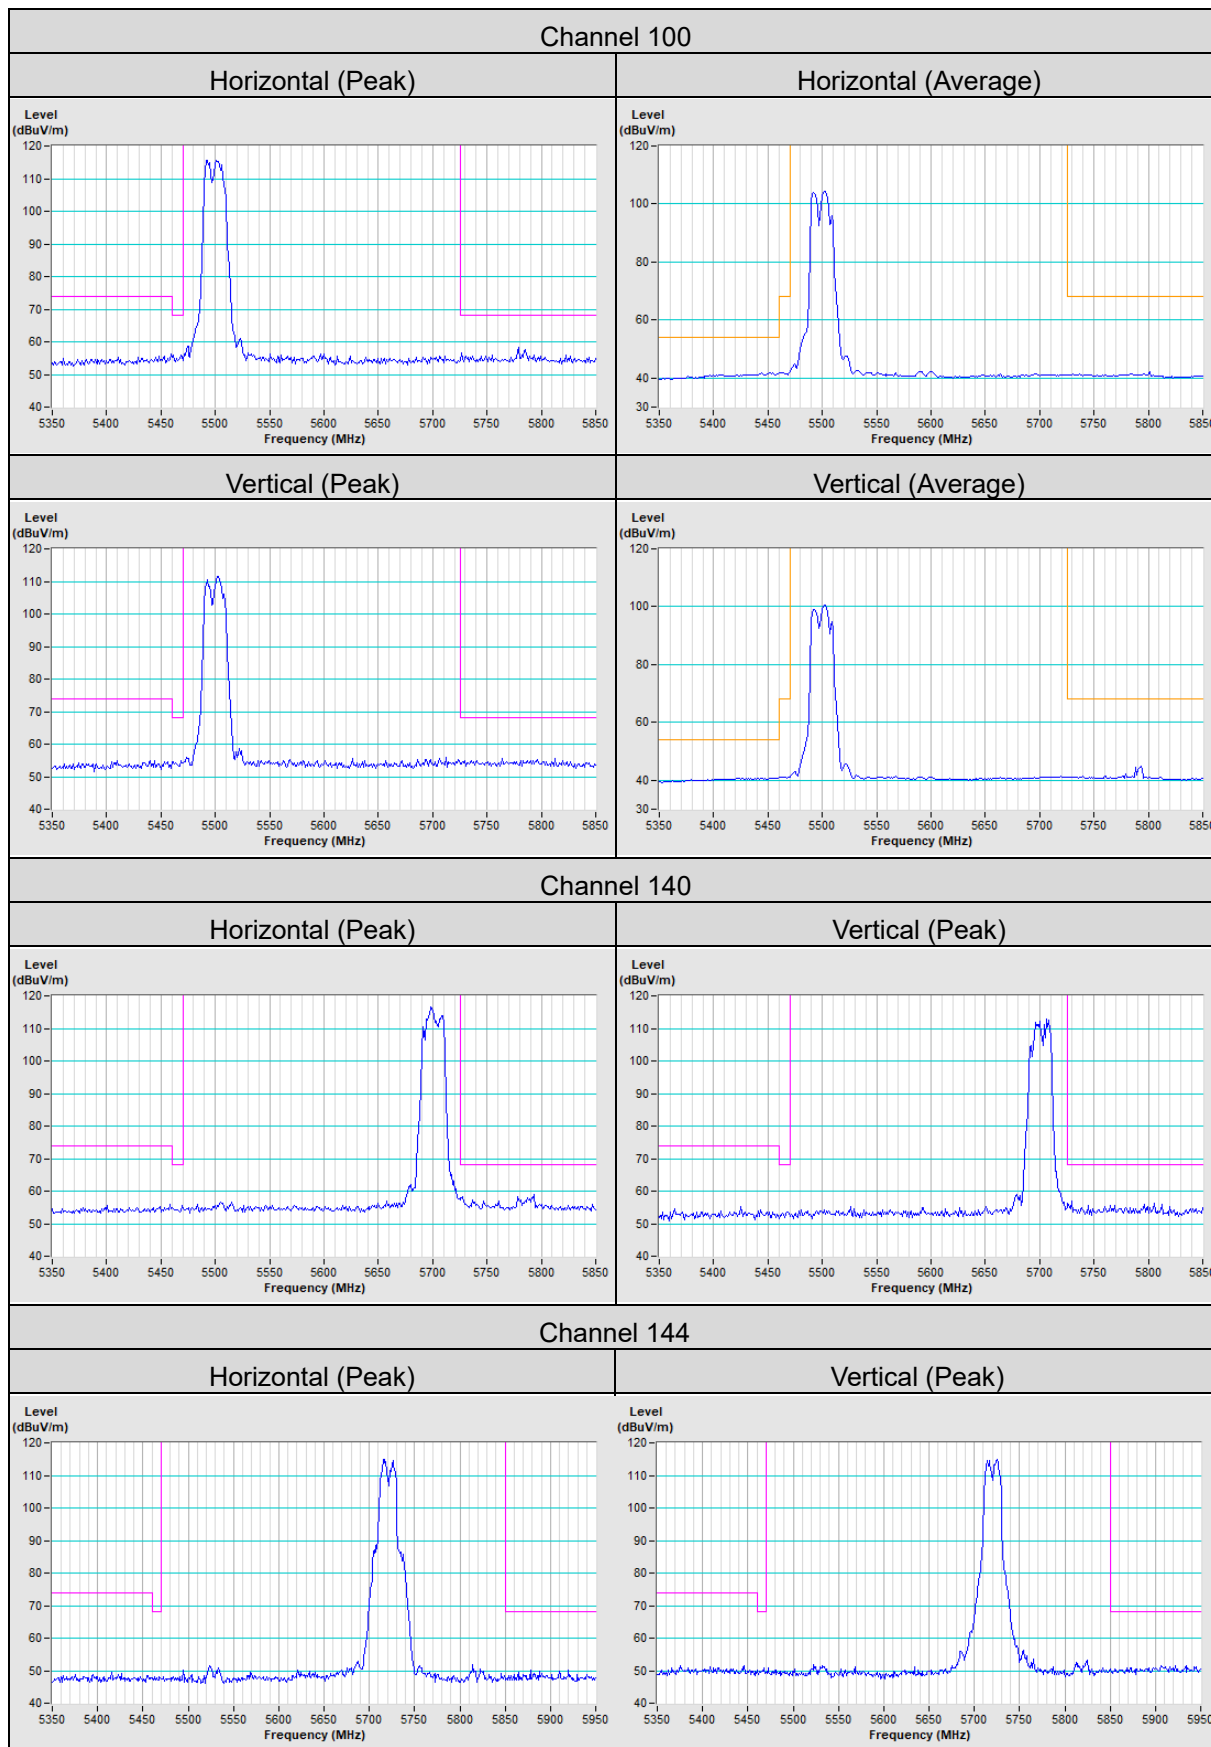 Channel 100
Horizontal (Peak)
Horizontal (Average)
Level
(dBuV/m)
120
110
100
90
80
70
60
50
40
5350 5400 5450 5500 5550 5600 5650 5700 5750 5800 5850
Frequency (MHz)
Level
(dBuV/m)
120
100
80
60
40
30
5350 5400 5450 5500 5550 5600 5650 5700 5750 5800 5850
Frequency (MHz)
Vertical (Peak)
Vertical (Average)
Level
(dBuV/m)
120
110
100
90
80
70
60
50
40
5350 5400 5450 5500 5550 5600 5650 5700 5750 5800 5850
Frequency (MHz)
Level
(dBuV/m)
120
100
80
60
40
30
5350 5400 5450 5500 5550 5600 5650 5700 5750 5800 5850
Frequency (MHz)
Channel 140
Horizontal (Peak)
Vertical (Peak)
Level
(dBuV/m)
120
110
100
90
80
70
60
50
40
5350 5400 5450 5500 5550 5600 5650 5700 5750 5800 5850
Frequency (MHz)
Level
(dBuV/m)
120
110
100
90
80
70
60
50
40
5350 5400 5450 5500 5550 5600 5650 5700 5750 5800 5850
Frequency (MHz)
Channel 144
Horizontal (Peak)
Vertical (Peak)
Level
(dBuV/m)
120
110
100
90
80
70
60
50
40
5350 5400 5450 5500 5550 5600 5650 5700 5750 5800 5850 5900 5950
Frequency (MHz)
Level
(dBuV/m)
120
110
100
90
80
70
60
50
40
5350 5400 5450 5500 5550 5600 5650 5700 5750 5800 5850 5900 5950
Frequency (MHz)